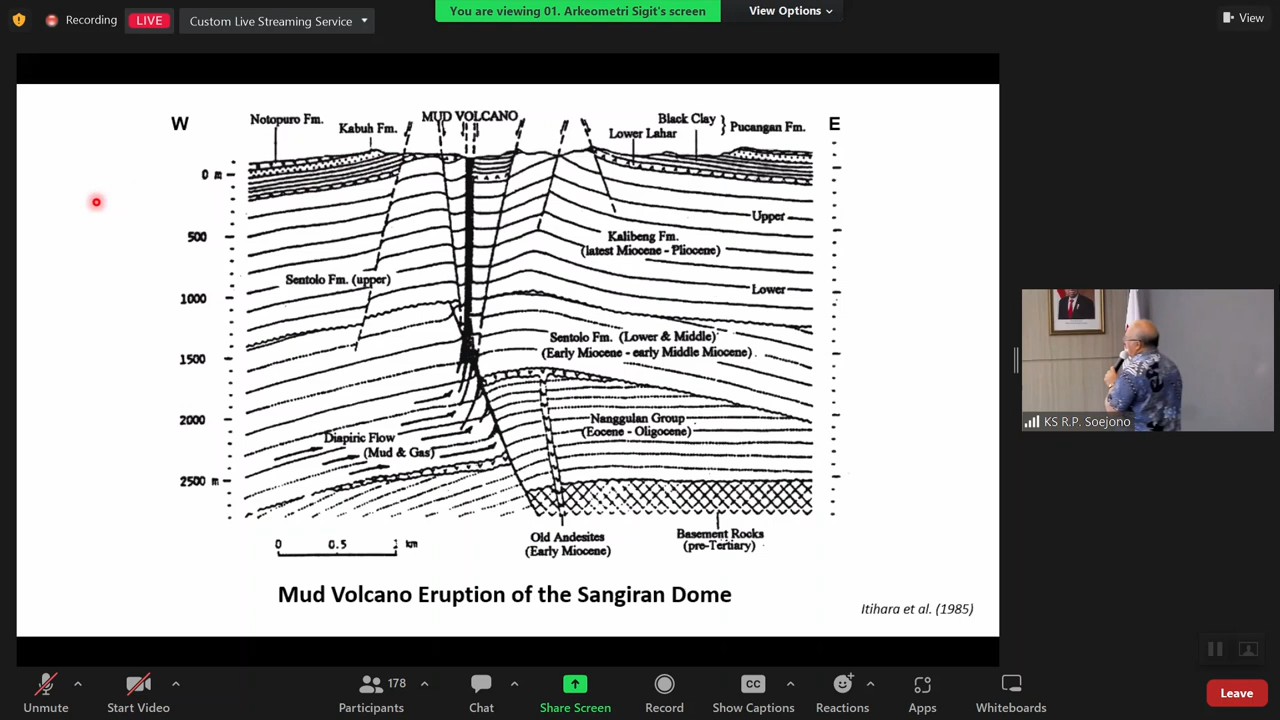 Recording
LIVE
Custom Live Streaming Service
You are viewing 01. Arkeometri Sigit's screen
View Options
View
W
Notopuro Fm.
Kabuh Fm.
MUD VOLCANO
Lower Lahar
Black Clay
Pucangan Fm.
E
0 m
500
1000
1500
2000
2500 m
Upper
Kalibeng Fm.
(latest Miocene - Pliocene)
Lower
Sentolo Fm. (upper)
Sentolo Fm. (Lower & Middle)
(Early Miocene - early Middle Miocene)
Nanggulan Group
(Eocene - Oligocene)
Diapiric Flow
(Mud & Gas)
Old Andesites
(Early Miocene)
Basement Rocks
(pre-Tertiary)
0 0.5 1 km
Mud Volcano Eruption of the Sangiran Dome
Itihara et al. (1985)
KS R.P. Soejono
Unmute
Start Video
178
Participants
Chat
Share Screen
Record
CC
Show Captions
Reactions
Apps
Whiteboards
Leave